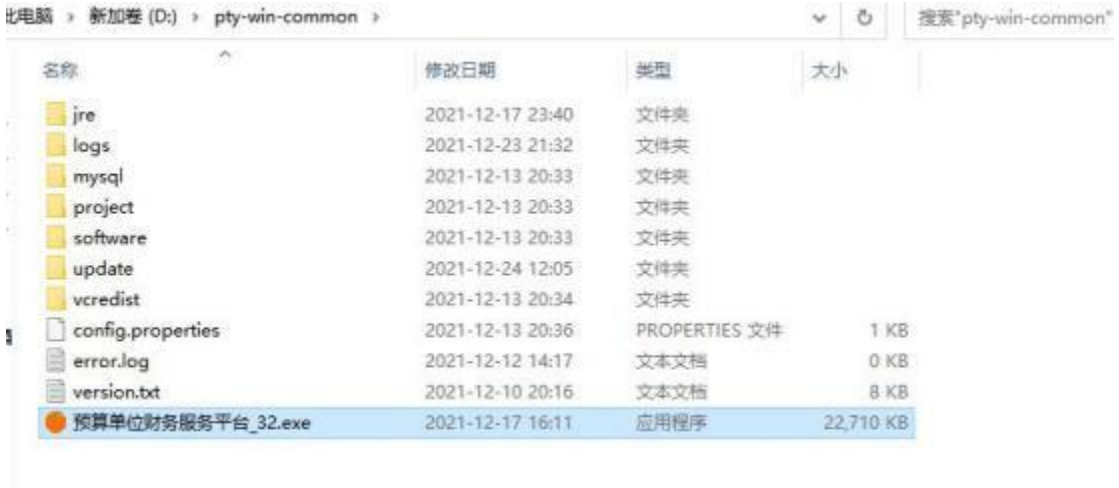 此电脑 › 新加卷 (D:) › pty-win-common ›
搜索"pty-win-common"
名称 修改日期 类型 大小
jre 2021-12-17 23:40 文件夹
logs 2021-12-23 21:32 文件夹
mysql 2021-12-13 20:33 文件夹
project 2021-12-13 20:33 文件夹
software 2021-12-13 20:33 文件夹
update 2021-12-24 12:05 文件夹
vcredist 2021-12-13 20:34 文件夹
config.properties 2021-12-13 20:36 PROPERTIES 文件 1 KB
error.log 2021-12-12 14:17 文本文档 0 KB
version.txt 2021-12-10 20:16 文本文档 8 KB
预算单位财务服务平台_32.exe 2021-12-17 16:11 应用程序 22,710 KB